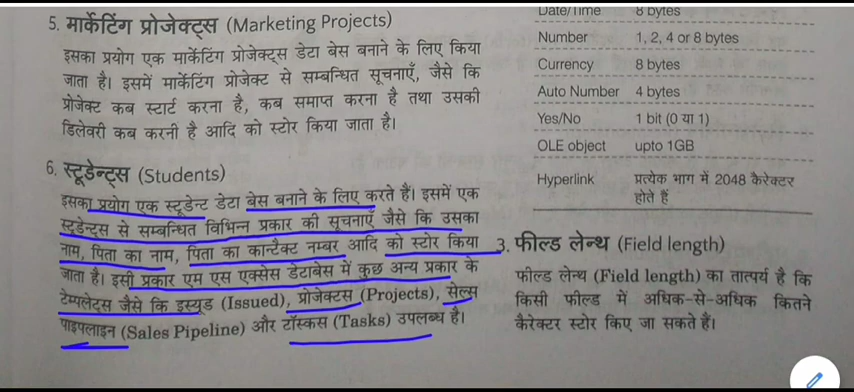 5. मार्केटिंग प्रोजेक्ट्स (Marketing Projects)
इसका प्रयोग एक मार्केटिंग प्रोजेक्ट्स डेटा बेस बनाने के लिए किया
जाता है। इसमें मार्केटिंग प्रोजेक्ट से सम्बन्धित सूचनाएँ, जैसे कि
प्रोजेक्ट कब स्टार्ट करना है, कब समाप्त करना है तथा उसकी
डिलेवरी कब करनी है आदि को स्टोर किया जाता है।
6. स्टूडेन्ट्स (Students)
इसका प्रयोग एक स्टूडेन्ट डेटा बेस बनाने के लिए करते हैं। इसमें एक
स्टूडेन्ट्स से सम्बन्धित विभिन्न प्रकार की सूचनाएँ जैसे कि उसका
नाम, पिता का नाम, पिता का कान्टैक्ट नम्बर आदि को स्टोर किया
जाता है। इसी प्रकार एम एस एक्सेस डेटाबेस में कुछ अन्य प्रकार के
टेम्पलेट्स जैसे कि इस्यूड (Issued), प्रोजेक्टस (Projects), सेल्स
पाइपलाइन (Sales Pipeline) और टॉस्कस (Tasks) उपलब्ध है।
Date/Time 8 bytes
Number 1, 2, 4 or 8 bytes
Currency 8 bytes
Auto Number 4 bytes
Yes/No 1 bit (0 या 1)
OLE object upto 1GB
Hyperlink प्रत्येक भाग में 2048 कैरेक्टर
होते हैं
3. फील्ड लेन्थ (Field length)
फील्ड लेन्थ (Field length) का तात्पर्य है कि
किसी फील्ड में अधिक-से-अधिक कितने
कैरेक्टर स्टोर किए जा सकते हैं।